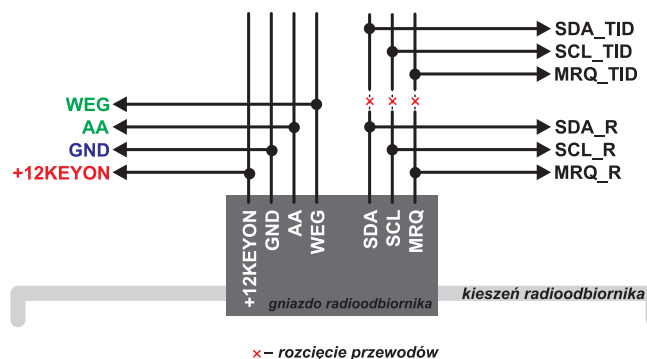 SDA_TID
SCL_TID
MRQ_TID
WEG
AA
GND
+12KEYON
SDA_R
SCL_R
MRQ_R
+12KEYON
GND
AA
WEG
SDA
SCL
MRQ
gniazdo radioodbiornika
kieszeń radioodbiornika
×– rozcięcie przewodów